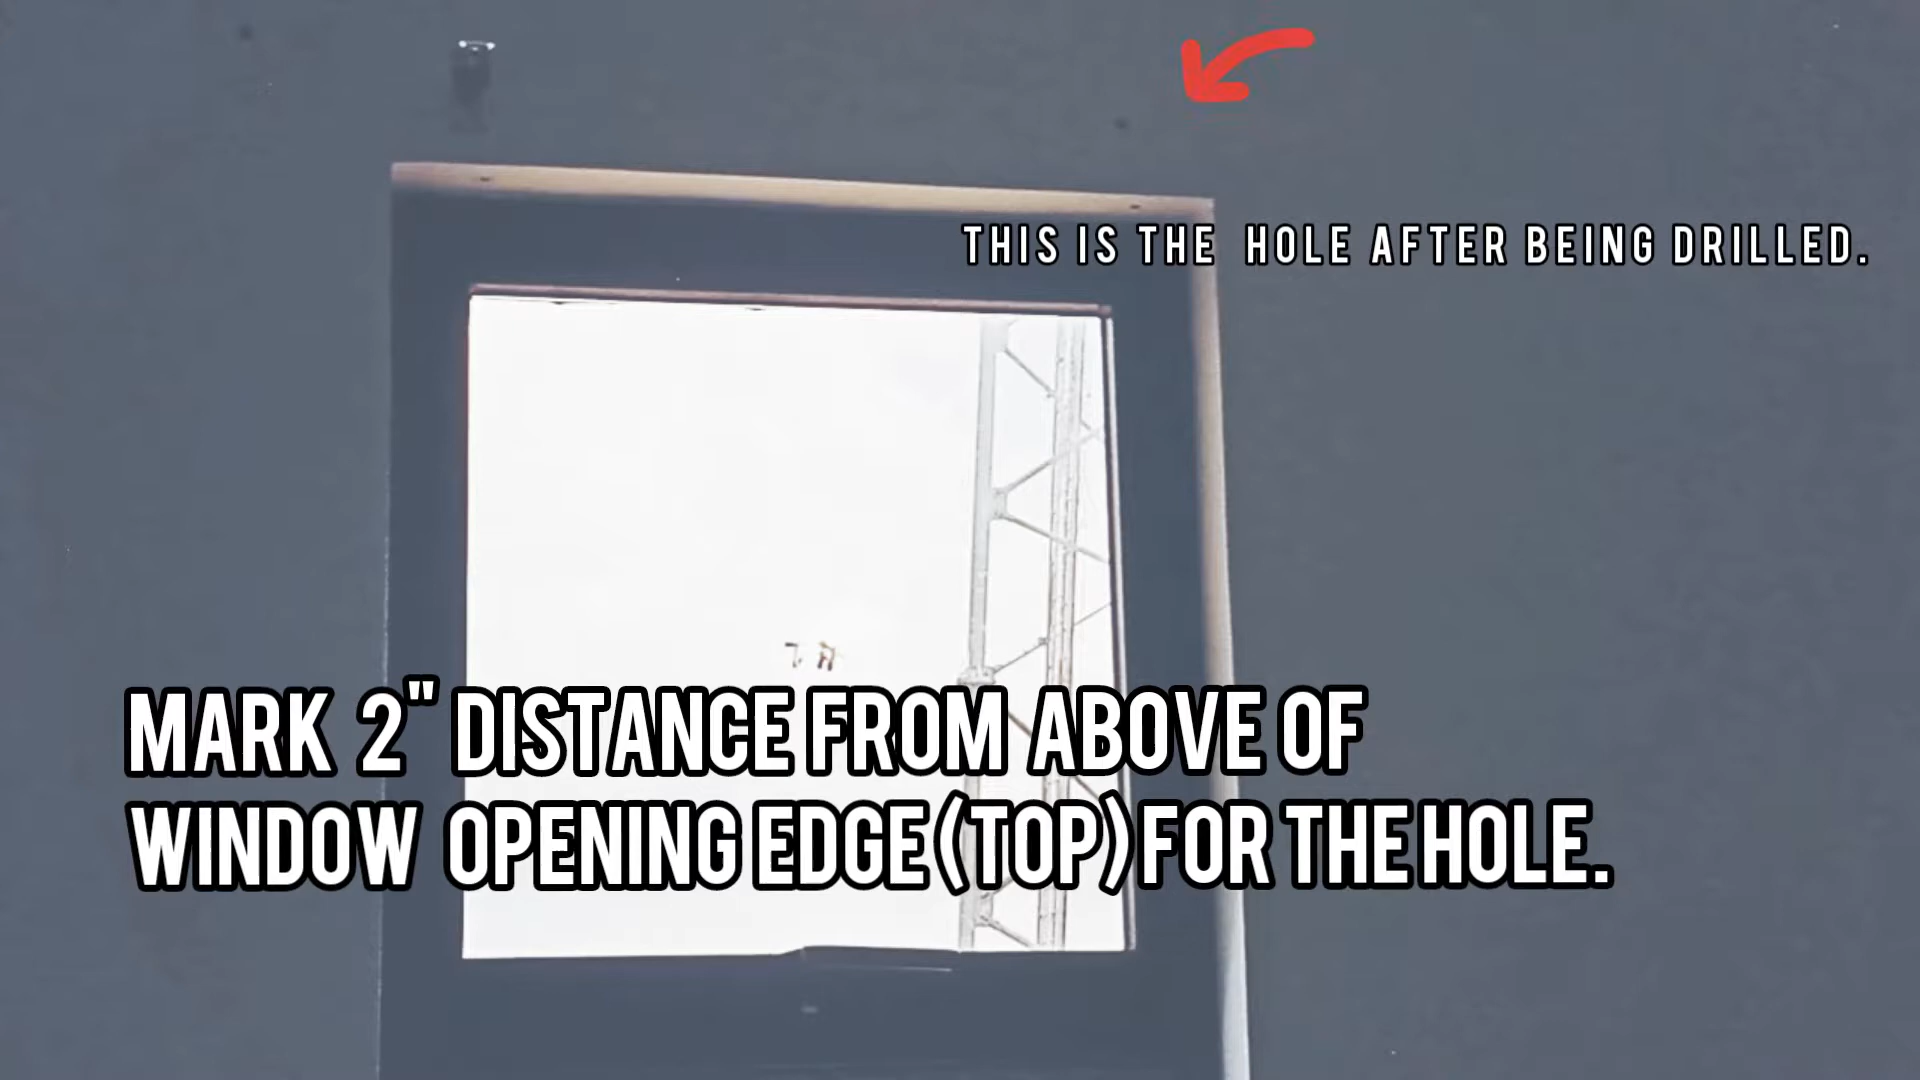 THIS IS THE HOLE AFTER BEING DRILLED.
MARK 2" DISTANCE FROM ABOVE OF
WINDOW OPENING EDGE (TOP) FOR THE HOLE.